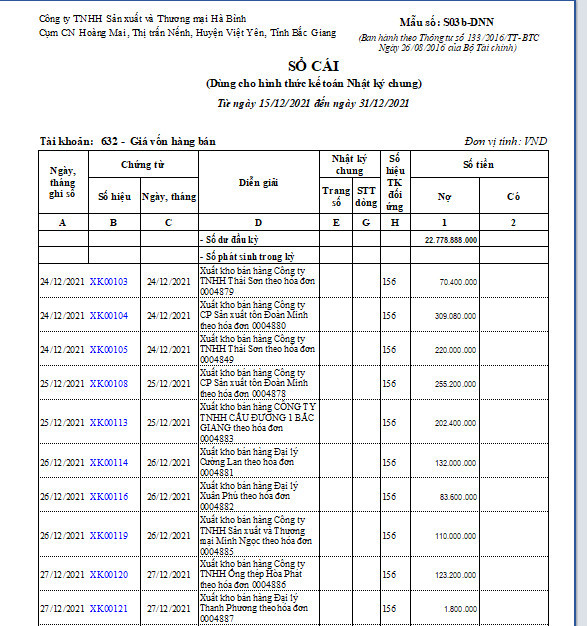 Công ty TNHH Sản xuất và Thương mại Hà Bình
Cụm CN Hoàng Mai, Thị trấn Nếnh, Huyện Việt Yên, Tỉnh Bắc Giang
Mẫu số: S03b-DNN
(Ban hành theo Thông tư số 133/2016/TT-BTC
Ngày 26/08/2016 của Bộ Tài chính)
SỔ CÁI
(Dùng cho hình thức kế toán Nhật ký chung)
Từ ngày 15/12/2021 đến ngày 31/12/2021
Tài khoản: 632 - Giá vốn hàng bán
Đơn vị tính: VND
Ngày, tháng ghi sổ
Chứng từ
Số hiệu
Ngày, tháng
Diễn giải
Nhật ký chung
Trang số
STT dòng
Số hiệu TK đối ứng
Số tiền
Nợ
Có
A B C D E G H 1 2
- Số dư đầu kỳ 22.778.888.000
- Số phát sinh trong kỳ
24/12/2021 XK00103 24/12/2021 Xuất kho bán hàng Công ty
TNHH Thái Sơn theo hóa đơn 156 70.400.000
0004879
24/12/2021 XK00104 24/12/2021 Xuất kho bán hàng Công ty
CP Sản xuất tôn Đoàn Minh 156 309.080.000
theo hóa đơn 0004880
24/12/2021 XK00105 24/12/2021 Xuất kho bán hàng Công ty
TNHH Thái Sơn theo hóa đơn 156 220.000.000
0004849
25/12/2021 XK00108 25/12/2021 Xuất kho bán hàng Công ty
CP Sản xuất tôn Đoàn Minh 156 255.200.000
theo hóa đơn 0004878
25/12/2021 XK00113 25/12/2021 Xuất kho bán hàng CÔNG TY
TNHH CẦU ĐƯỜNG 1 BẮC 156 202.400.000
GIANG theo hóa đơn
0004883
26/12/2021 XK00114 26/12/2021 Xuất kho bán hàng Đại lý
Cường Lan theo hóa đơn 156 132.000.000
0004881
26/12/2021 XK00116 26/12/2021 Xuất kho bán hàng Đại lý
Xuân Phú theo hóa đơn 156 83.600.000
0004882
26/12/2021 XK00119 26/12/2021 Xuất kho bán hàng Công ty
TNHH Sản xuất và Thương 156 110.000.000
mại Minh Ngọc theo hóa đơn
0004885
27/12/2021 XK00120 27/12/2021 Xuất kho bán hàng Công ty
TNHH Ống thép Hòa Phát 156 123.200.000
theo hóa đơn 0004886
27/12/2021 XK00121 27/12/2021 Xuất kho bán hàng Đại lý
Thanh Phương theo hóa đơn 156 1.800.000
0004887